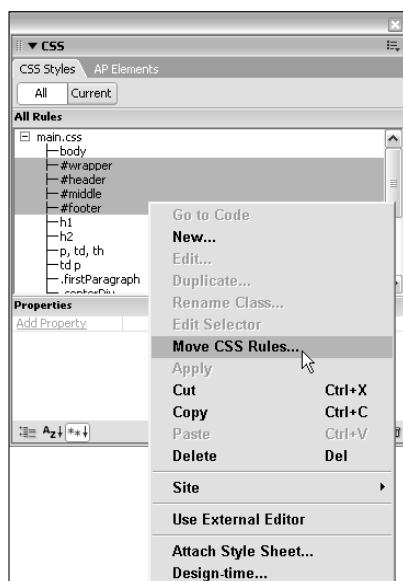 CSS
CSS Styles AP Elements
All Current
All Rules
main.css
body
#wrapper
#header
#middle
#footer
h1
h2
p, td, th
td p
.firstParagraph
Properties
Add Property
Go to Code
New...
Edit...
Duplicate...
Rename Class...
Edit Selector
Move CSS Rules...
Apply
Cut Ctrl+X
Copy Ctrl+C
Paste Ctrl+V
Delete Del
Site
Use External Editor
Attach Style Sheet...
Design-time...